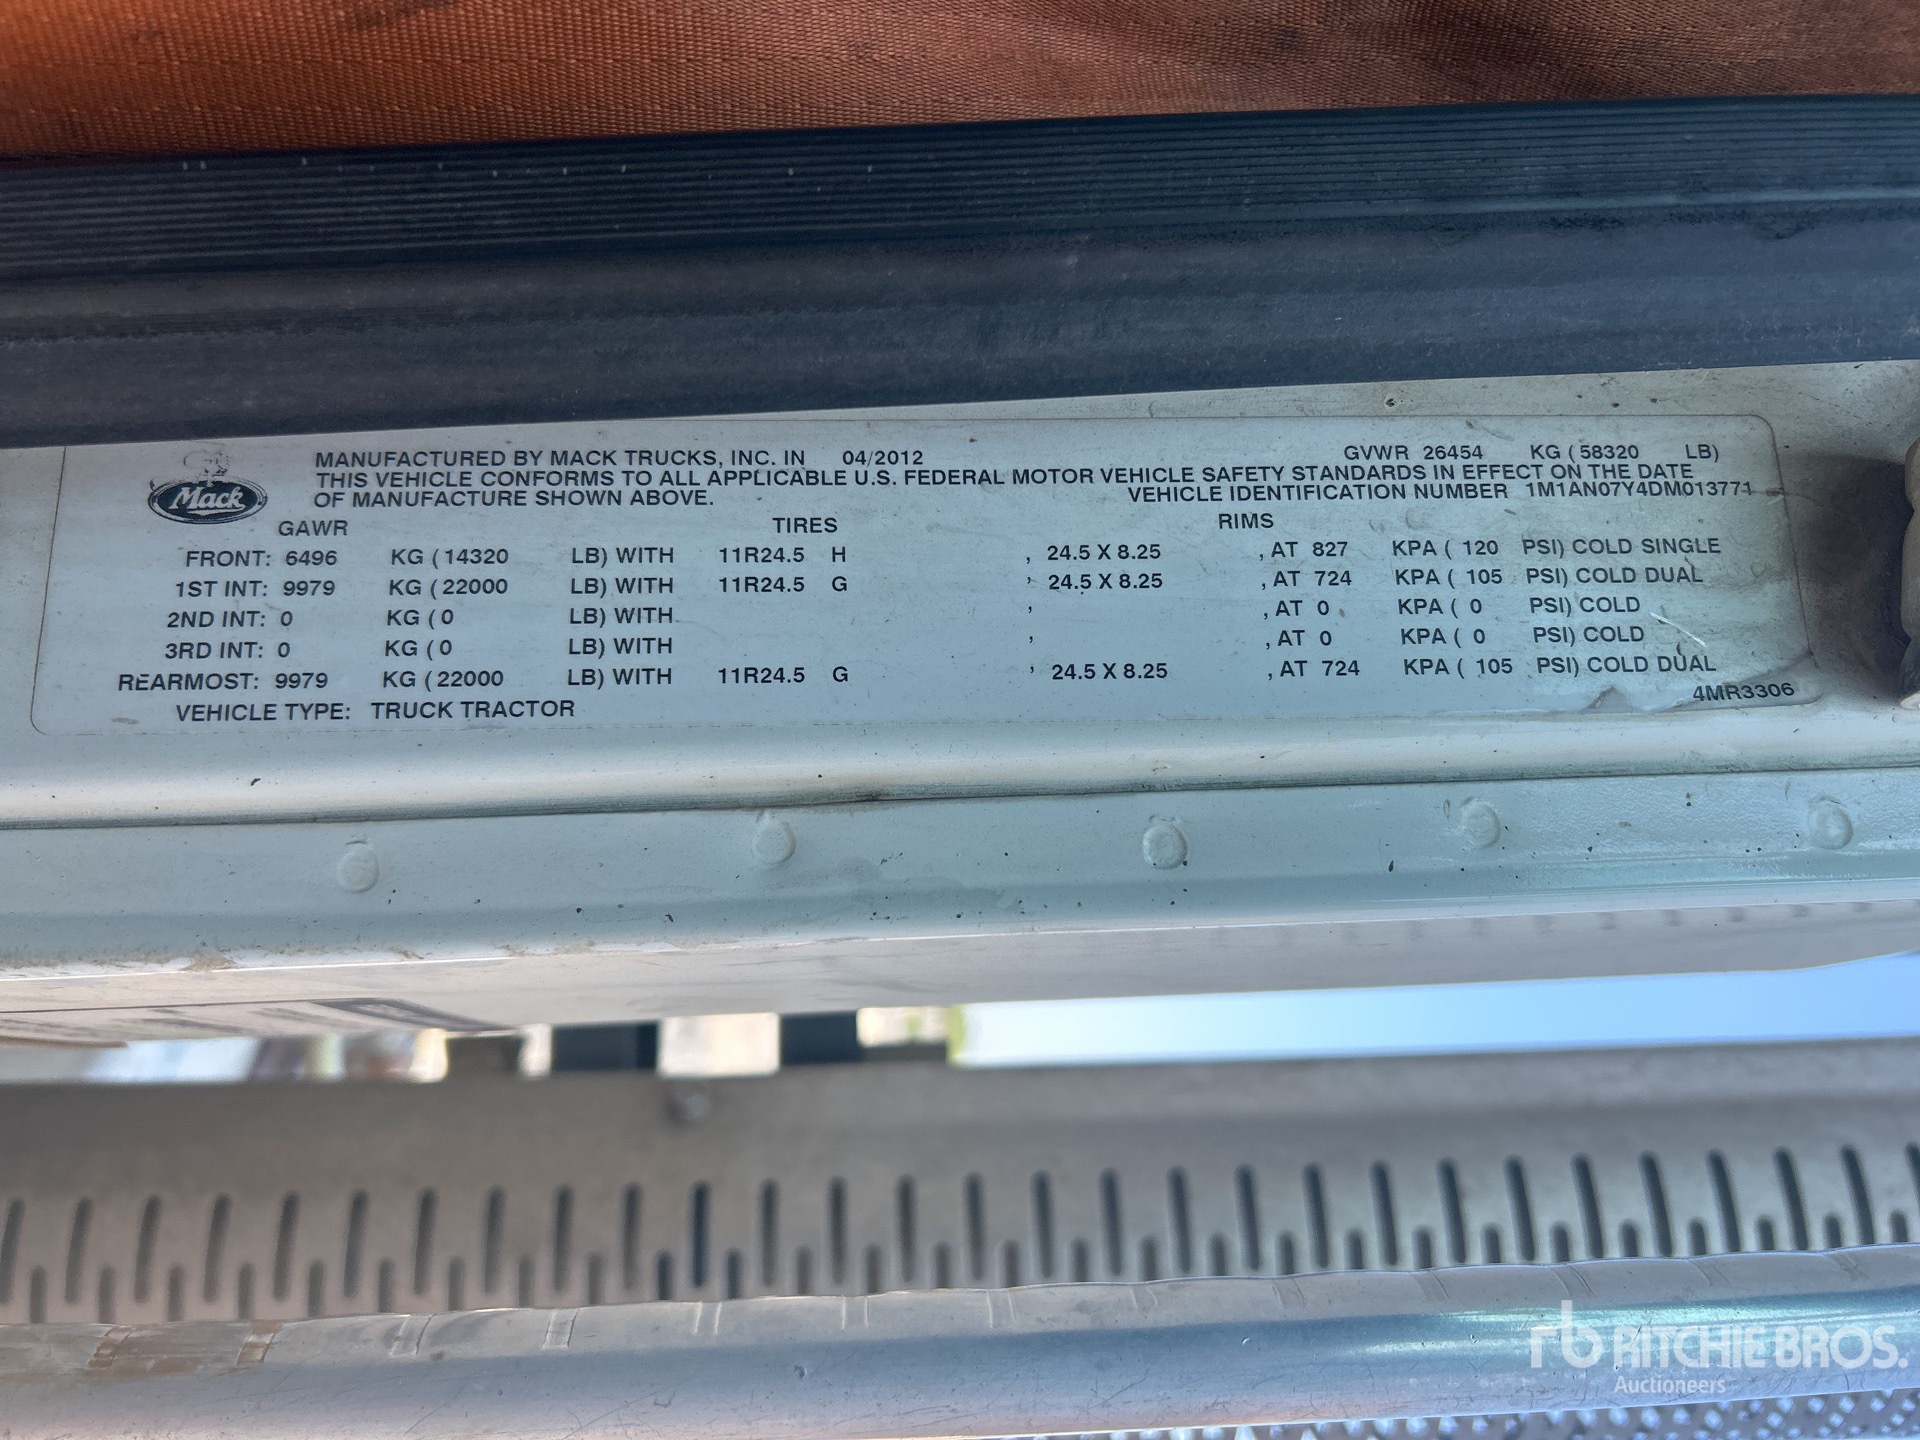 MANUFACTURED BY MACK TRUCKS, INC. IN 04/2012 GVWR 26454 KG (58320 LB)
THIS VEHICLE CONFORMS TO ALL APPLICABLE U.S. FEDERAL MOTOR VEHICLE SAFETY STANDARDS IN EFFECT ON THE DATE
OF MANUFACTURE SHOWN ABOVE. VEHICLE IDENTIFICATION NUMBER 1M1AN07Y4DM013771
Mack
GAWR TIRES RIMS
FRONT: 6496 KG (14320 LB) WITH 11R24.5 H , 24.5 X 8.25 , AT 827 KPA ( 120 PSI) COLD SINGLE
1ST INT: 9979 KG (22000 LB) WITH 11R24.5 G , 24.5 X 8.25 , AT 724 KPA ( 105 PSI) COLD DUAL
2ND INT: 0 KG (0 LB) WITH , , AT 0 KPA ( 0 PSI) COLD
3RD INT: 0 KG (0 LB) WITH , , AT 0 KPA ( 0 PSI) COLD
REARMOST: 9979 KG (22000 LB) WITH 11R24.5 G , 24.5 X 8.25 , AT 724 KPA ( 105 PSI) COLD DUAL
VEHICLE TYPE: TRUCK TRACTOR 4MR3306
rb RITCHIE BROS.
Auctioneers